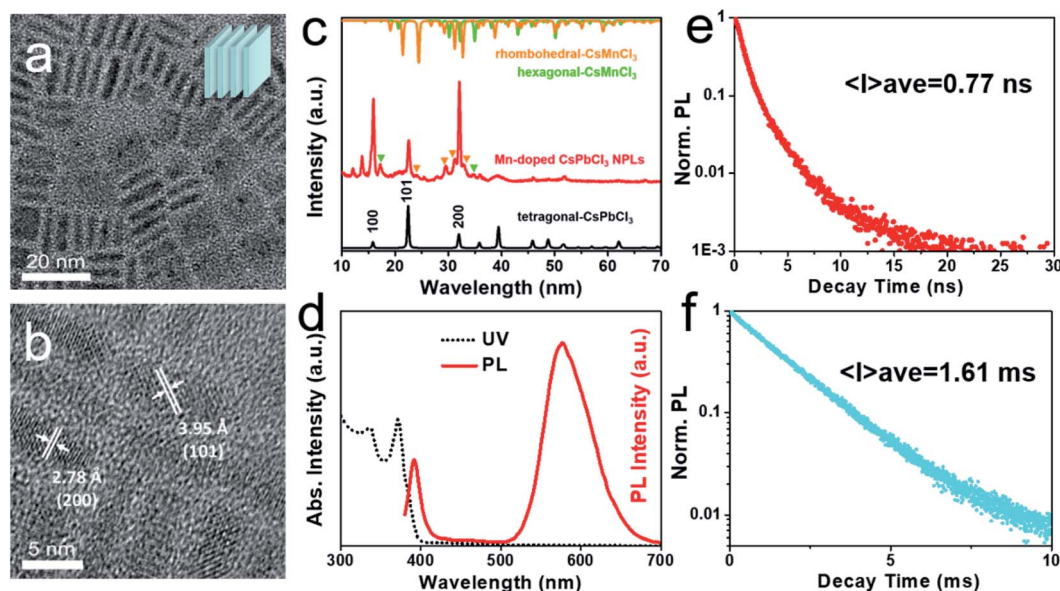 a
20 nm
b
3.95 Å
(101)
2.78 Å
(200)
5 nm
c
Intensity (a.u.)
rhombohedral-CsMnCl₃
hexagonal-CsMnCl₃
Mn-doped CsPbCl₃ NPLs
tetragonal-CsPbCl₃
100
101
200
10 20 30 40 50 60 70
Wavelength (nm)
d
Abs. Intensity (a.u.)
UV
PL
PL Intensity (a.u.)
300 400 500 600 700
Wavelength (nm)
e
Norm. PL
<I>ave=0.77 ns
1
0.1
0.01
1E-3
0 5 10 15 20 25 30
Decay Time (ns)
f
Norm. PL
<I>ave=1.61 ms
1
0.1
0.01
0 5 10
Decay Time (ms)